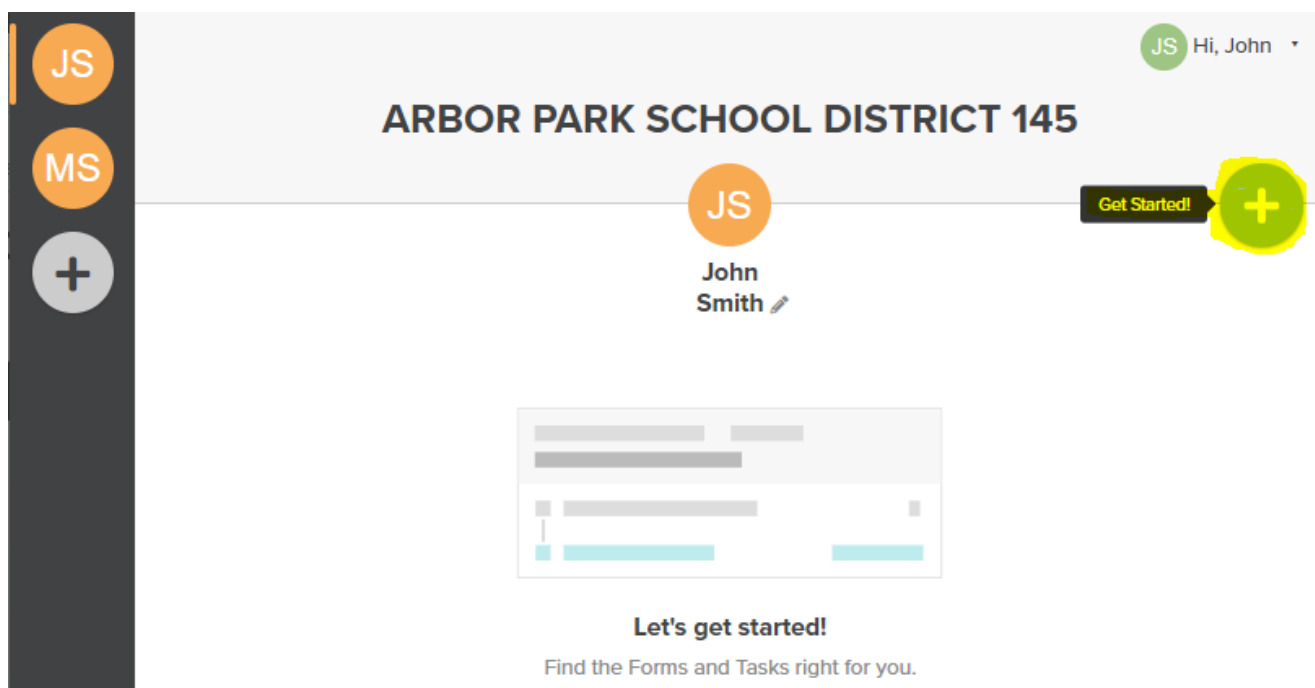 JS
MS
JS Hi, John
ARBOR PARK SCHOOL DISTRICT 145
JS
Get Started!
John
Smith
Let's get started!
Find the Forms and Tasks right for you.